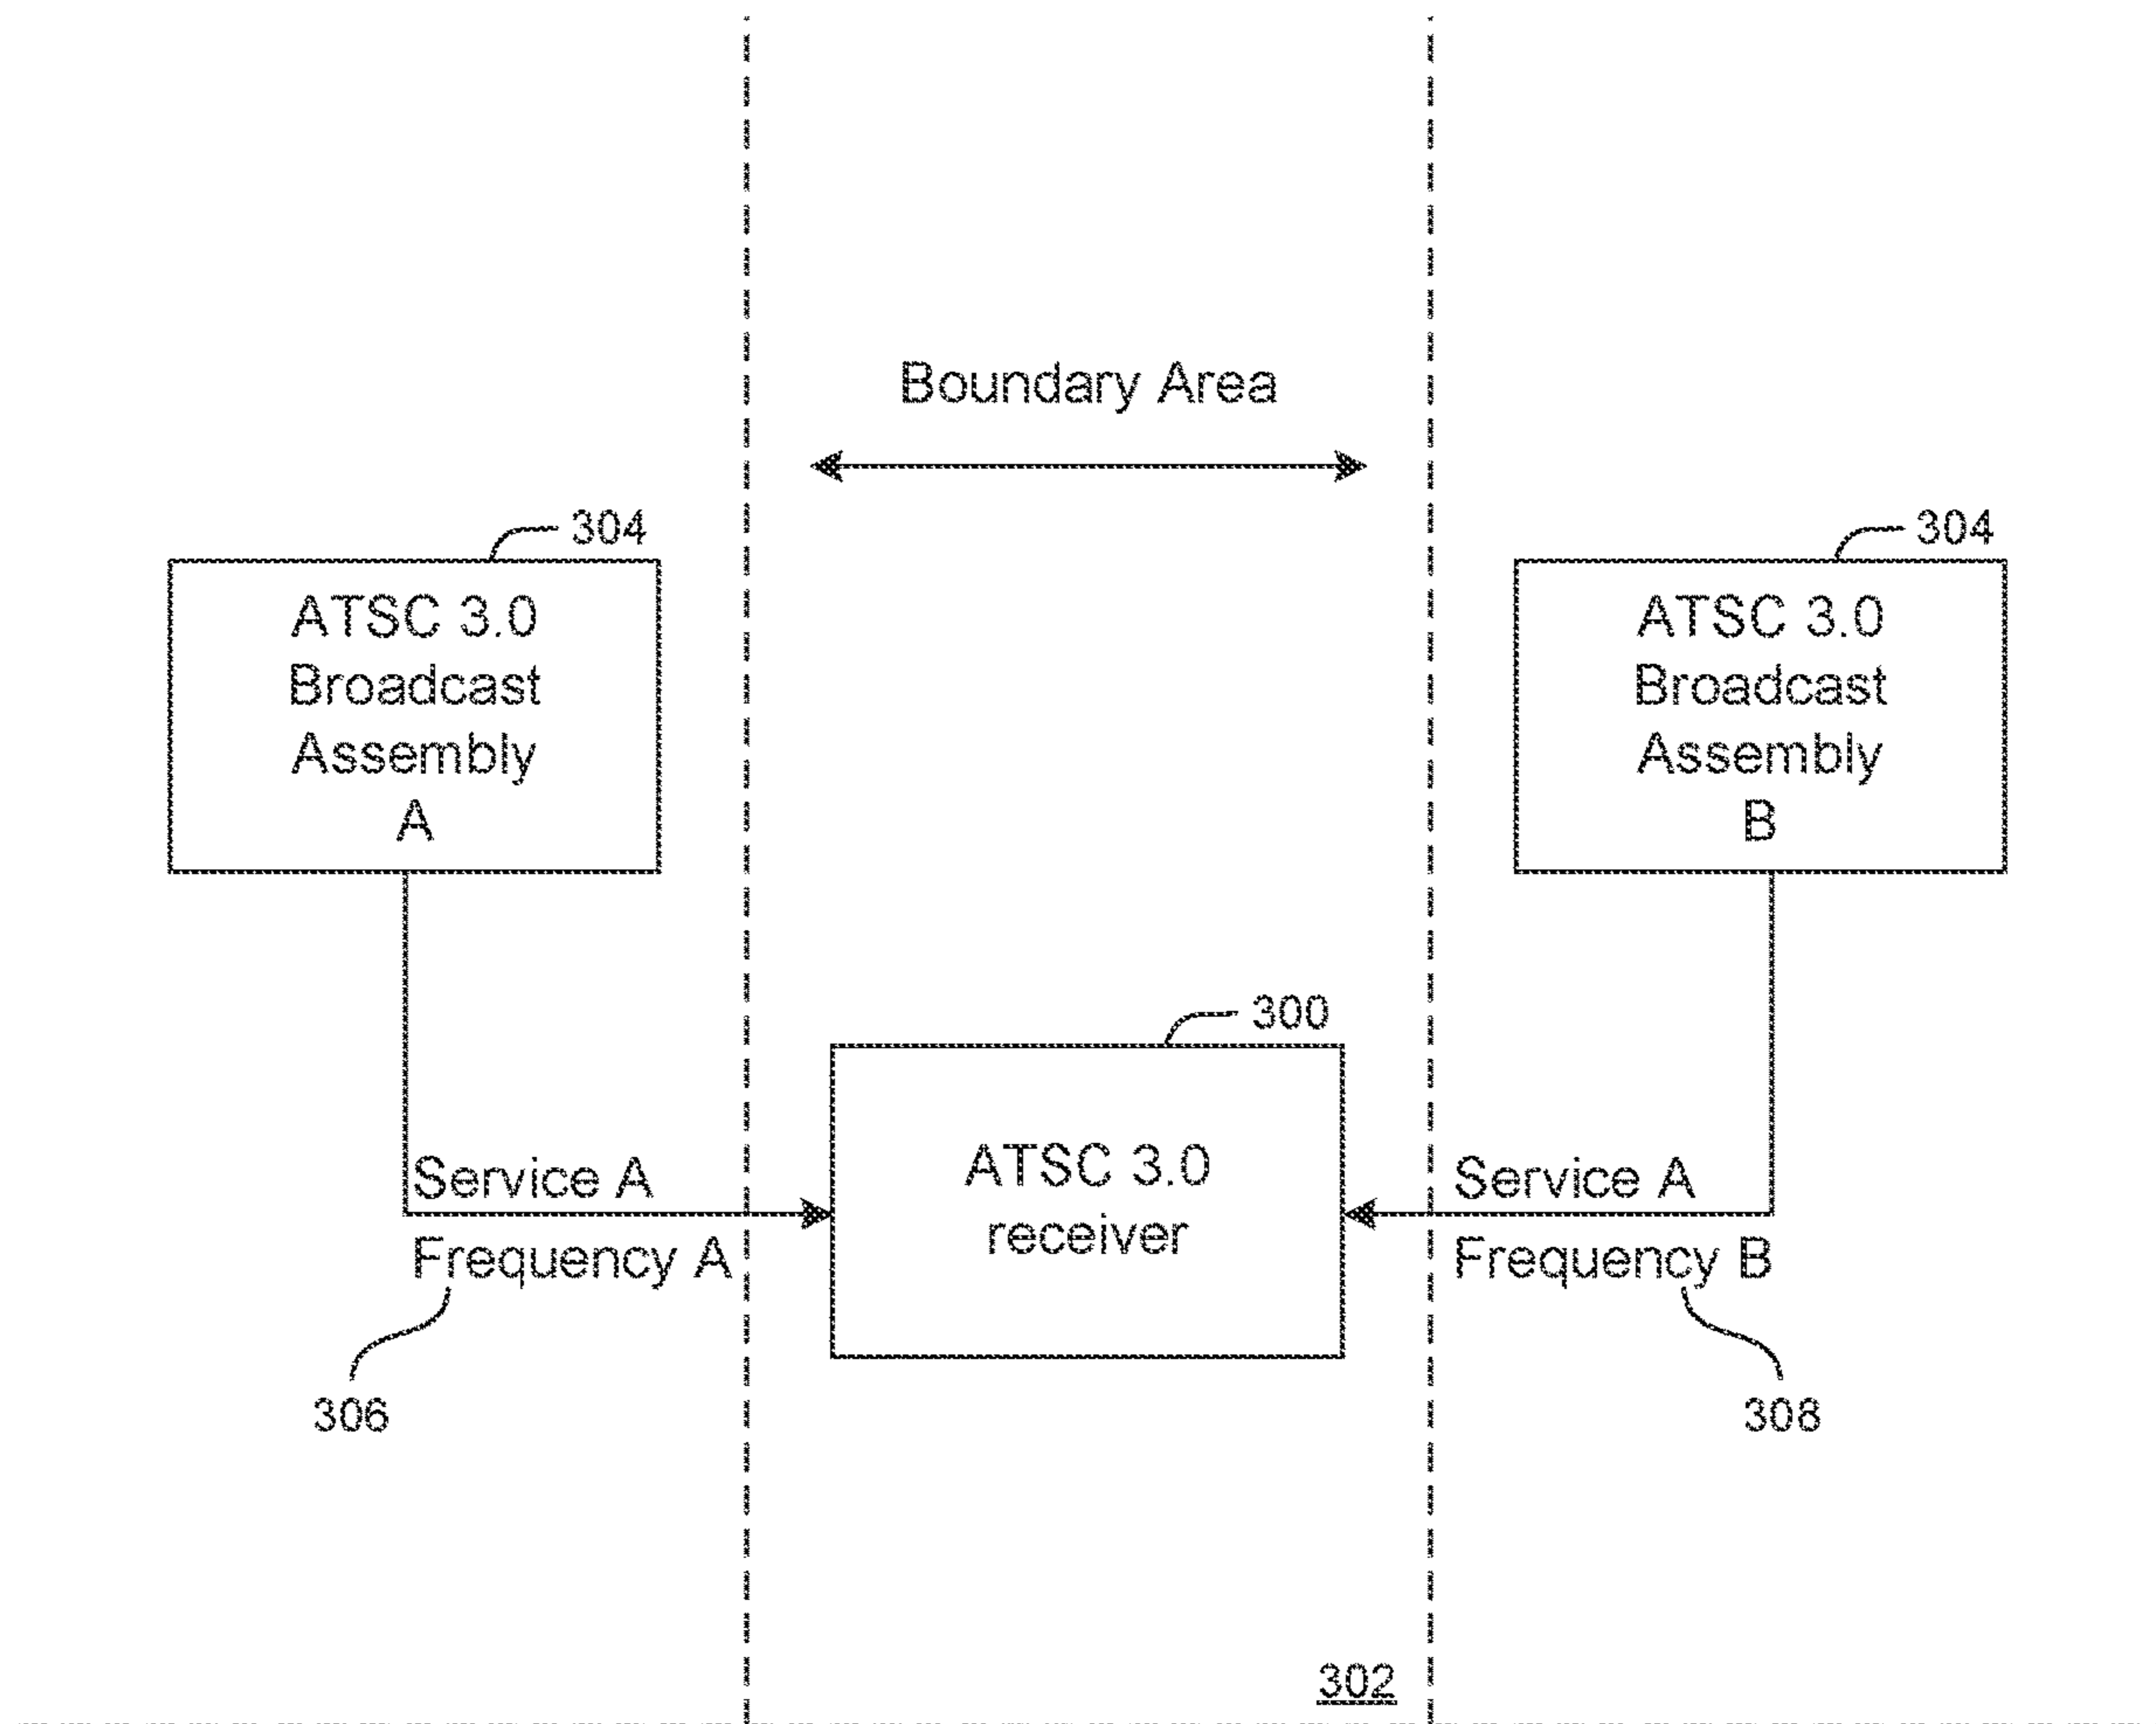 Boundary Area
304
ATSC 3.0
Broadcast
Assembly
A
304
ATSC 3.0
Broadcast
Assembly
B
300
ATSC 3.0
receiver
Service A
Frequency A
306
Service A
Frequency B
308
302